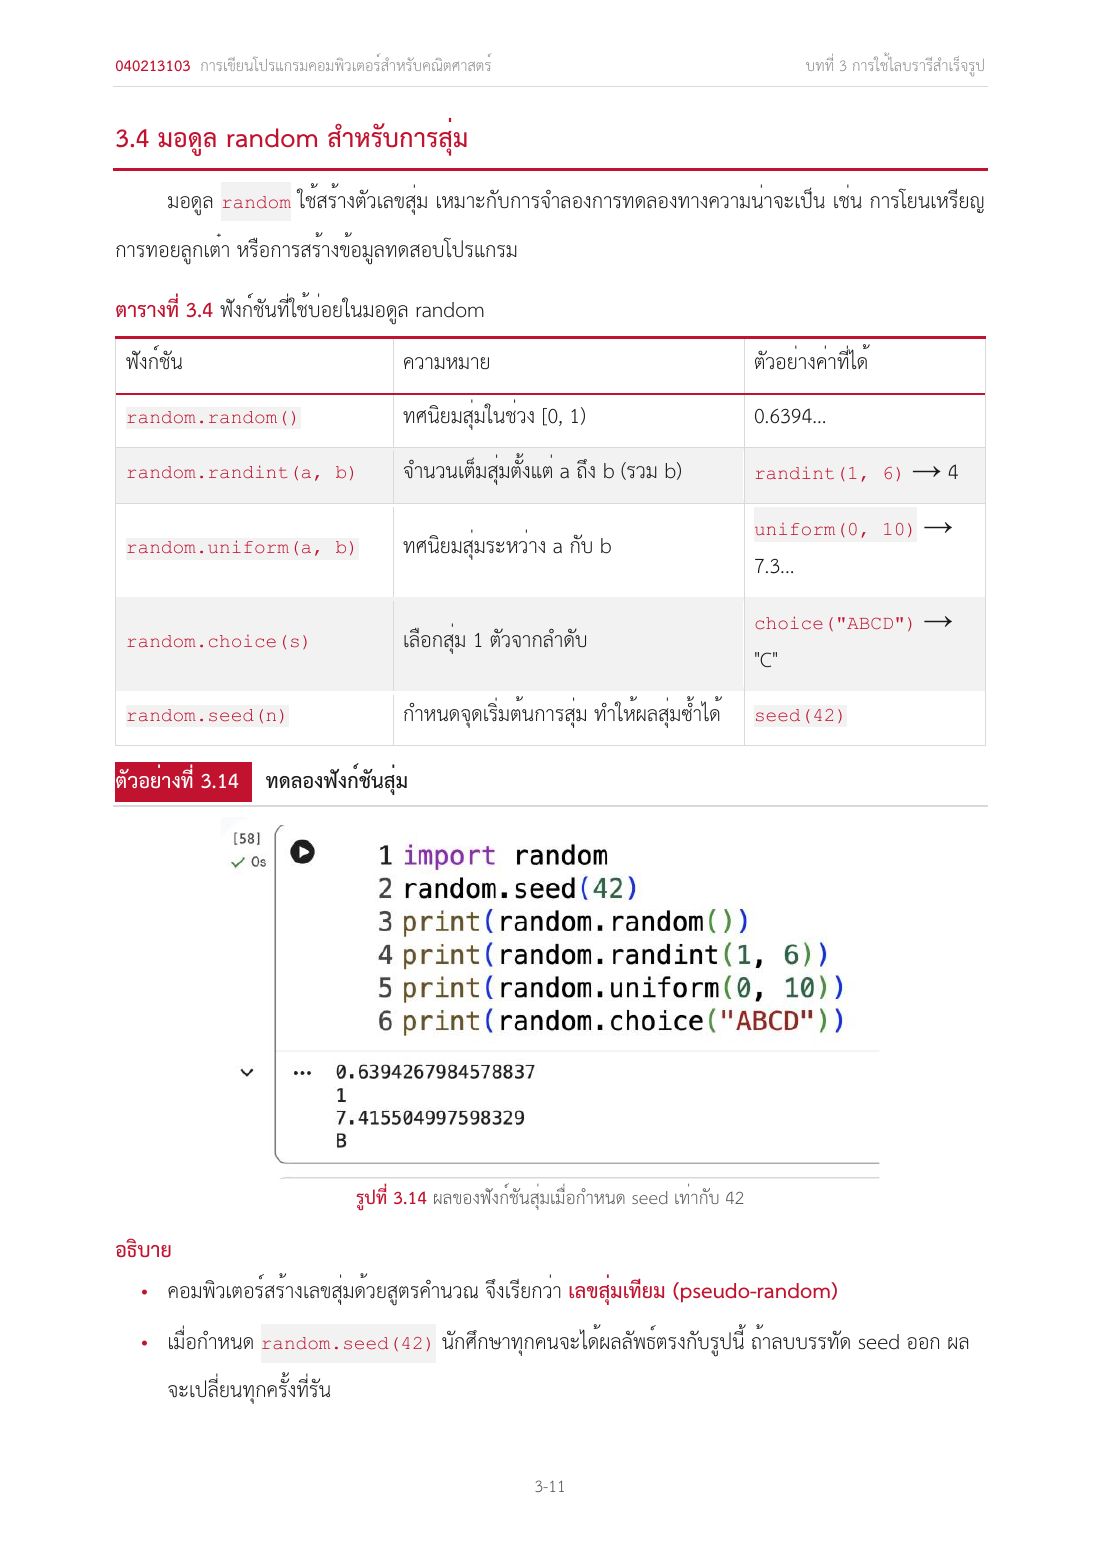 040213103 การเขียนโปรแกรมคอมพิวเตอร์สำหรับคณิตศาสตร์ บทที่ 3 การใช้ไลบรารีสำเร็จรูป
3.4 มอดูล random สำหรับการสุ่ม
มอดูล random ใช้สร้างตัวเลขสุ่ม เหมาะกับการจำลองการทดลองทางความน่าจะเป็น เช่น การโยนเหรียญ
การทอยลูกเต๋า หรือการสร้างข้อมูลทดสอบโปรแกรม
ตารางที่ 3.4 ฟังก์ชันที่ใช้บ่อยในมอดูล random
ฟังก์ชัน ความหมาย ตัวอย่างค่าที่ได้
random.random() ทศนิยมสุ่มในช่วง [0, 1) 0.6394...
random.randint(a, b) จำนวนเต็มสุ่มตั้งแต่ a ถึง b (รวม b) randint(1, 6) → 4
random.uniform(a, b) ทศนิยมสุ่มระหว่าง a กับ b uniform(0, 10) →
7.3...
random.choice(s) เลือกสุ่ม 1 ตัวจากลำดับ choice("ABCD") →
"C"
random.seed(n) กำหนดจุดเริ่มต้นการสุ่ม ทำให้ผลสุ่มซ้ำได้ seed(42)
ตัวอย่างที่ 3.14 ทดลองฟังก์ชันสุ่ม
[58]
0s
1 import random
2 random.seed(42)
3 print(random.random())
4 print(random.randint(1, 6))
5 print(random.uniform(0, 10))
6 print(random.choice("ABCD"))
... 0.6394267984578837
1
7.415504997598329
B
รูปที่ 3.14 ผลของฟังก์ชันสุ่มเมื่อกำหนด seed เท่ากับ 42
อธิบาย
• คอมพิวเตอร์สร้างเลขสุ่มด้วยสูตรคำนวณ จึงเรียกว่า เลขสุ่มเทียม (pseudo-random)
• เมื่อกำหนด random.seed(42) นักศึกษาทุกคนจะได้ผลลัพธ์ตรงกับรูปนี้ ถ้าลบบรรทัด seed ออก ผล
จะเปลี่ยนทุกครั้งที่รัน
3-11